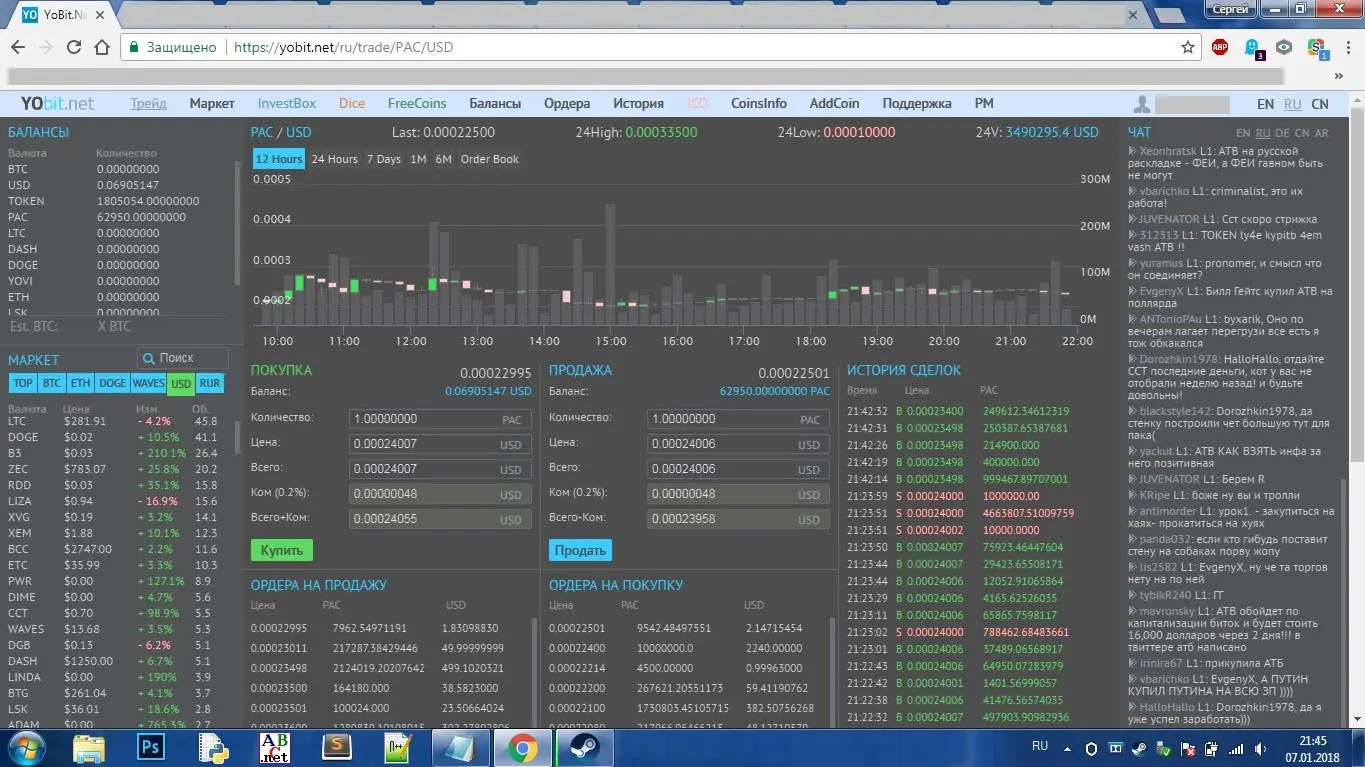 YoBit.Ne
Сергей
Защищено
https://yobit.net/ru/trade/PAC/USD
ABP
3
1
YObit.net Трейд Маркет InvestBox Dice FreeCoins Балансы Ордера История ICO CoinsInfo AddCoin Поддержка PM EN RU CN
БАЛАНСЫ
Валюта Количество
BTC 0.00000000
USD 0.06905147
TOKEN 1805054.00000000
PAC 62950.00000000
LTC 0.00000000
DASH 0.00000000
DOGE 0.00000000
YOVI 0.00000000
ETH 0.00000000
LSK 0.00000000
Est. BTC: X BTC
МАРКЕТ Поиск
TOP BTC ETH DOGE WAVES USD RUR
Валюта Цена Изм. Об.
LTC $281.91 - 4.2% 45.8
DOGE $0.02 + 10.5% 41.1
B3 $0.03 + 210.1% 26.4
ZEC $783.07 + 25.8% 20.2
RDD $0.03 + 35.1% 15.8
LIZA $0.94 - 16.9% 15.6
XVG $0.19 + 3.2% 14.1
XEM $1.88 + 10.1% 12.3
BCC $2747.00 + 2.2% 11.6
ETC $35.99 + 3.3% 10.3
PWR $0.00 + 127.1% 8.9
DIME $0.00 + 4.7% 5.6
CCT $0.70 + 98.9% 5.5
WAVES $13.68 + 3.5% 5.3
DGB $0.13 - 6.2% 5.1
DASH $1250.00 + 6.7% 5.1
LINDA $0.00 + 190% 3.9
BTG $261.04 + 4.1% 3.7
LSK $36.01 + 18.6% 2.8
ADAM $0.00 + 765.3% 2.7
PAC / USD Last: 0.00022500 24High: 0.00033500 24Low: 0.00010000 24V: 3490295.4 USD
12 Hours 24 Hours 7 Days 1M 6M Order Book
0.0005 300M
0.0004 200M
0.0003 100M
0.0002 0M
10:00 11:00 12:00 13:00 14:00 15:00 16:00 17:00 18:00 19:00 20:00 21:00 22:00
ПОКУПКА 0.00022995
Баланс: 0.06905147 USD
Количество: 1.00000000 PAC
Цена: 0.00024007 USD
Всего: 0.00024007 USD
Ком (0.2%): 0.00000048 USD
Всего+Ком: 0.00024055 USD
Купить
ПРОДАЖА 0.00022501
Баланс: 62950.00000000 PAC
Количество: 1.00000000 PAC
Цена: 0.00024006 USD
Всего: 0.00024006 USD
Ком (0.2%): 0.00000048 USD
Всего-Ком: 0.00023958 USD
Продать
ОРДЕРА НА ПРОДАЖУ
Цена PAC USD
0.00022995 7962.54971191 1.83098830
0.00023011 217287.38429446 49.99999999
0.00023498 2124019.20207642 499.1020321
0.00023500 164180.000 38.5823000
0.00023501 100024.000 23.50664024
ОРДЕРА НА ПОКУПКУ
Цена PAC USD
0.00022501 9542.48497551 2.14715454
0.00022400 10000000.0 2240.00000
0.00022214 4500.00000 0.99963000
0.00022200 267621.20551173 59.41190762
0.00022100 1730803.45105715 382.50756268
ИСТОРИЯ СДЕЛОК
Время Цена PAC
21:42:32 B 0.00023400 249612.34612319
21:42:31 B 0.00023498 250387.65387681
21:42:26 B 0.00023498 214900.000
21:42:19 B 0.00023498 400000.000
21:42:14 B 0.00023498 999467.89707001
21:23:59 S 0.00024000 1000000.00
21:23:51 S 0.00024000 4663807.51009759
21:23:51 S 0.00024002 10000.0000
21:23:50 B 0.00024007 75923.46447604
21:23:44 B 0.00024007 29423.65508171
21:23:44 B 0.00024006 12052.91065864
21:23:29 B 0.00024006 4165.62526035
21:23:11 B 0.00024006 65865.7598117
21:23:02 S 0.00024000 788462.68483661
21:23:01 B 0.00024006 37489.06568917
21:22:43 B 0.00024006 64950.07283979
21:22:42 B 0.00024001 1401.56999057
21:22:38 B 0.00024006 41476.56574035
21:22:32 B 0.00024007 497903.90982936
ЧАТ EN RU DE CN AR
Xeonbratsk L1: АТВ на русской
раскладке - ФЕИ, а ФЕИ гавном быть
не могут
vbarichko L1: criminalist, это их
работа!
JUVENATOR L1: Сст скоро стрижка
312313 L1: TOKEN ly4e kypitb 4em
vash ATB !!
yuramus L1: pronomer, и смысл что
он соединяет?
EvgenyX L1: Билл Гейтс купил АТВ на
поллярда
ANTonioPAu L1: byxarik, Оно по
вечерам лагает перегрузи все есть я
тож обкакался
Dorozhkin1978: HalloHallo, отдайте
ССТ последние деньги, кот у вас не
отобрали неделю назад! и будьте
довольны!
blackstyle142: Dorozhkin1978, да
стенку построили чет большую тут для
пака(
yackut L1: АТВ КАК ВЗЯТЬ инфа за
него позитивная
JUVENATOR L1: Берем R
KRipe L1: боже ну вы и тролли
antimorder L1: урок1. - закупиться на
хаях- прокатиться на хуях
panda032: если кто гибудь поставит
стену на собаках порву жопу
lis2582 L1: EvgenyX, ну че та торгов
нету на по ней
tybikR240 L1: ГГ
mavronsky L1: АТВ обойдет по
капитализации биток и будет стоить
16,000 долларов через 2 дня!!! в
твиттере атб написано
irinira67 L1: прикупила АТБ
vbarichko L1: EvgenyX, А ПУТИН
КУПИЛ ПУТИНА НА ВСЮ ЗП ))))
HalloHallo L1: Dorozhkin1978, да я
уже успел заработать)))
Ps
AB
C
.net
S
n++
RU
21:45
07.01.2018